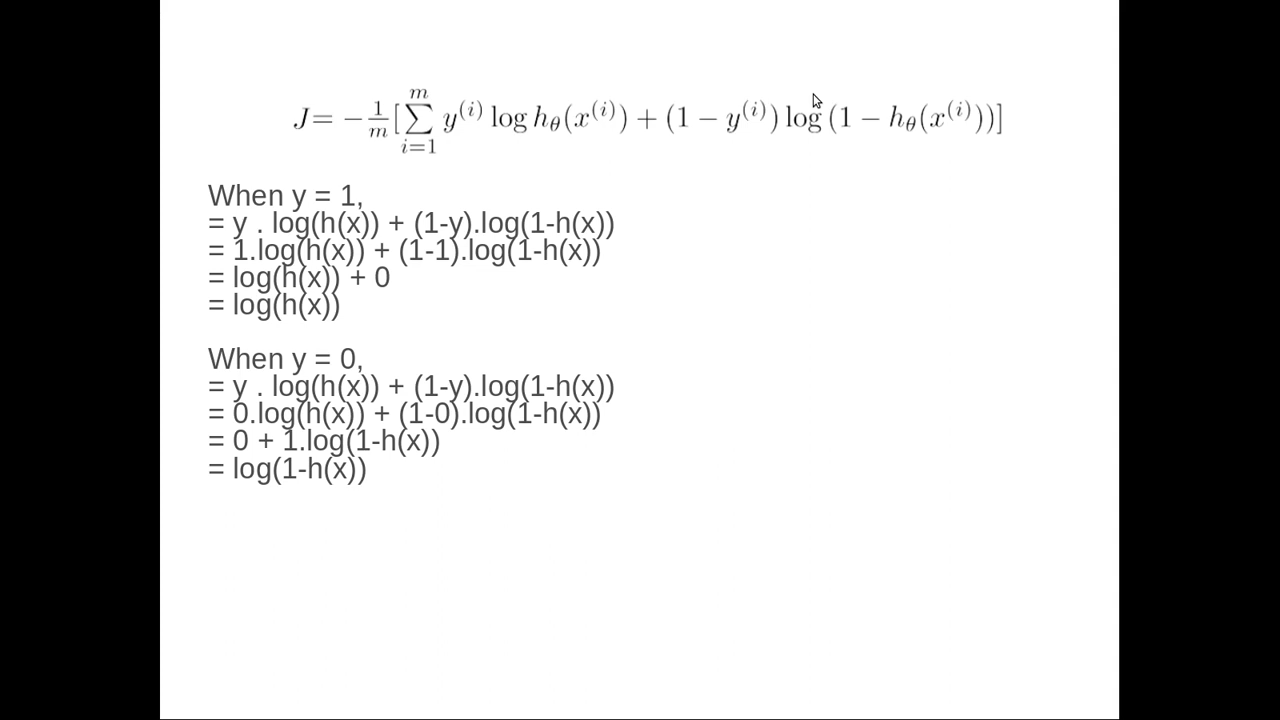 J = −1/m [ ∑_{i=1}^{m} y^{(i)} log h_θ(x^{(i)}) + (1 − y^{(i)}) log (1 − h_θ(x^{(i)}))]
When y = 1,
= y . log(h(x)) + (1-y).log(1-h(x))
= 1.log(h(x)) + (1-1).log(1-h(x))
= log(h(x)) + 0
= log(h(x))
When y = 0,
= y . log(h(x)) + (1-y).log(1-h(x))
= 0.log(h(x)) + (1-0).log(1-h(x))
= 0 + 1.log(1-h(x))
= log(1-h(x))